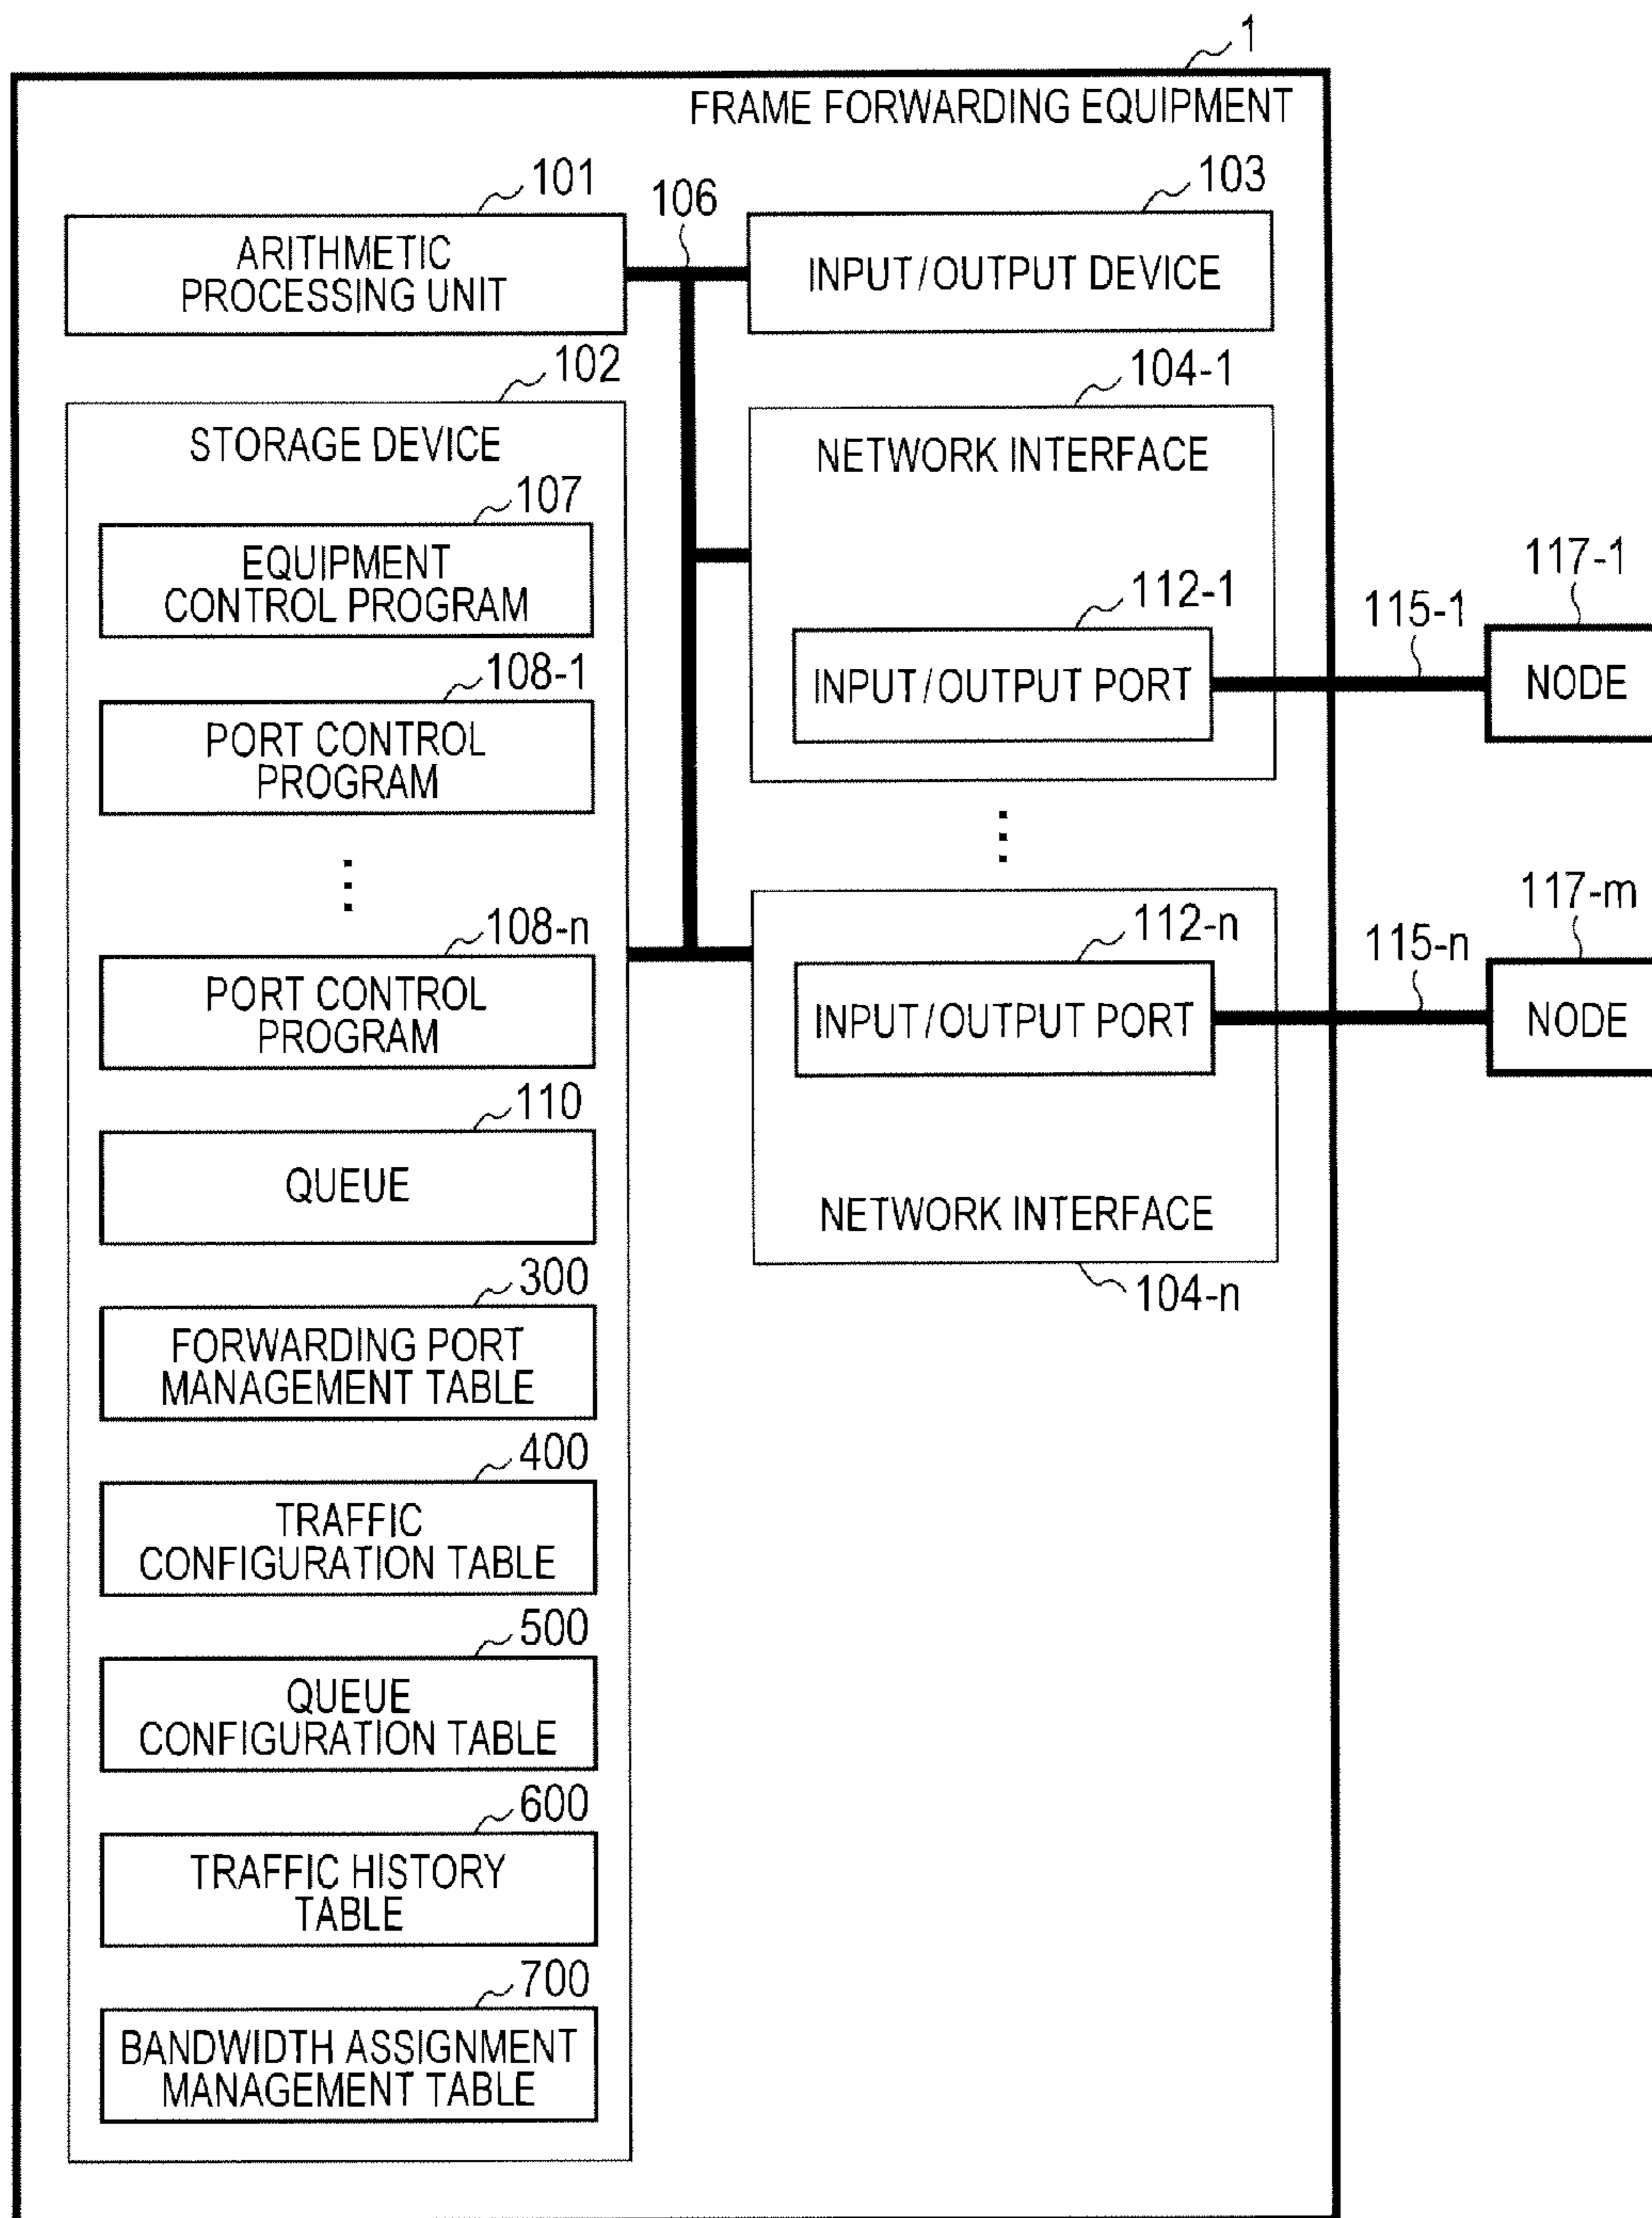 1
FRAME FORWARDING EQUIPMENT
101
ARITHMETIC
PROCESSING UNIT
106
103
INPUT/OUTPUT DEVICE
102
STORAGE DEVICE
107
EQUIPMENT
CONTROL PROGRAM
108-1
PORT CONTROL
PROGRAM
108-n
PORT CONTROL
PROGRAM
110
QUEUE
300
FORWARDING PORT
MANAGEMENT TABLE
400
TRAFFIC
CONFIGURATION TABLE
500
QUEUE
CONFIGURATION TABLE
600
TRAFFIC HISTORY
TABLE
700
BANDWIDTH ASSIGNMENT
MANAGEMENT TABLE
104-1
NETWORK INTERFACE
112-1
INPUT/OUTPUT PORT
115-1
117-1
NODE
112-n
INPUT/OUTPUT PORT
NETWORK INTERFACE
104-n
115-n
117-m
NODE